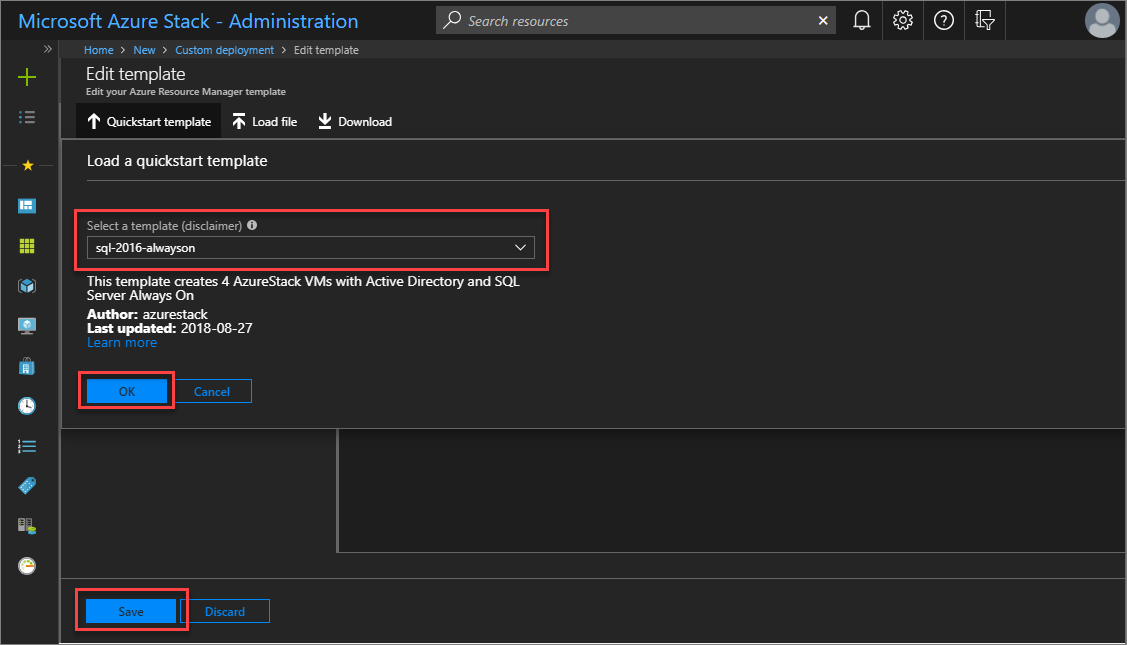 Microsoft Azure Stack - Administration
Search resources
Home > New > Custom deployment > Edit template
Edit template
Edit your Azure Resource Manager template
Quickstart template Load file Download
Load a quickstart template
Select a template (disclaimer)
sql-2016-alwayson
This template creates 4 AzureStack VMs with Active Directory and SQL
Server Always On
Author: azurestack
Last updated: 2018-08-27
Learn more
OK Cancel
Save Discard